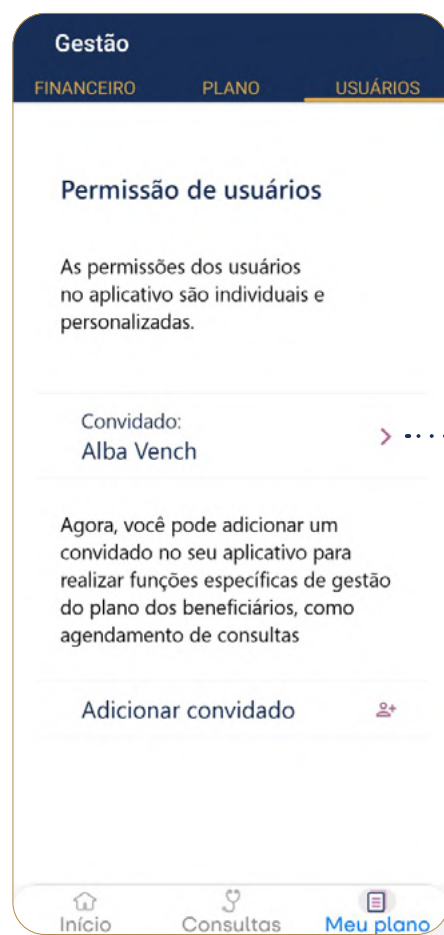 Gestão
FINANCEIRO PLANO USUÁRIOS
Permissão de usuários
As permissões dos usuários
no aplicativo são individuais e
personalizadas.
Convidado:
Alba Vench
Agora, você pode adicionar um
convidado no seu aplicativo para
realizar funções específicas de gestão
do plano dos beneficiários, como
agendamento de consultas
Adicionar convidado
Início Consultas Meu plano